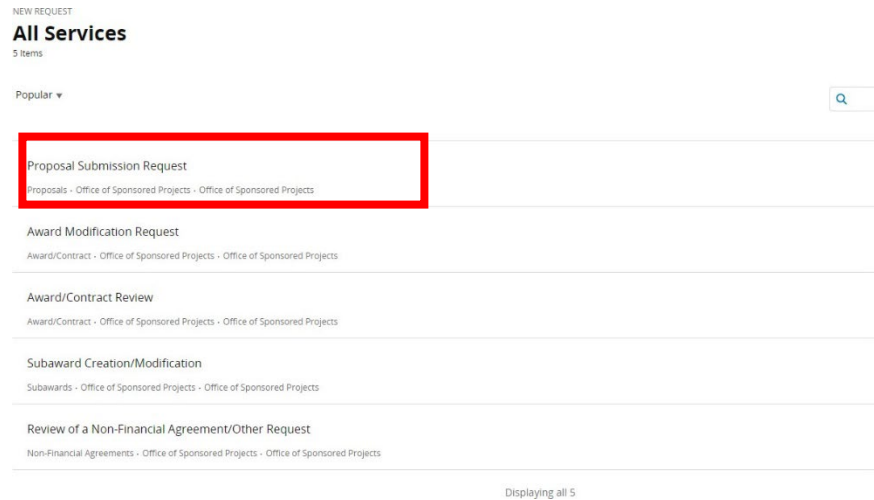 NEW REQUEST
All Services
5 Items
Popular
Proposal Submission Request
Proposals - Office of Sponsored Projects - Office of Sponsored Projects
Award Modification Request
Award/Contract - Office of Sponsored Projects - Office of Sponsored Projects
Award/Contract Review
Award/Contract - Office of Sponsored Projects - Office of Sponsored Projects
Subaward Creation/Modification
Subawards - Office of Sponsored Projects - Office of Sponsored Projects
Review of a Non-Financial Agreement/Other Request
Non-Financial Agreements - Office of Sponsored Projects - Office of Sponsored Projects
Displaying all 5